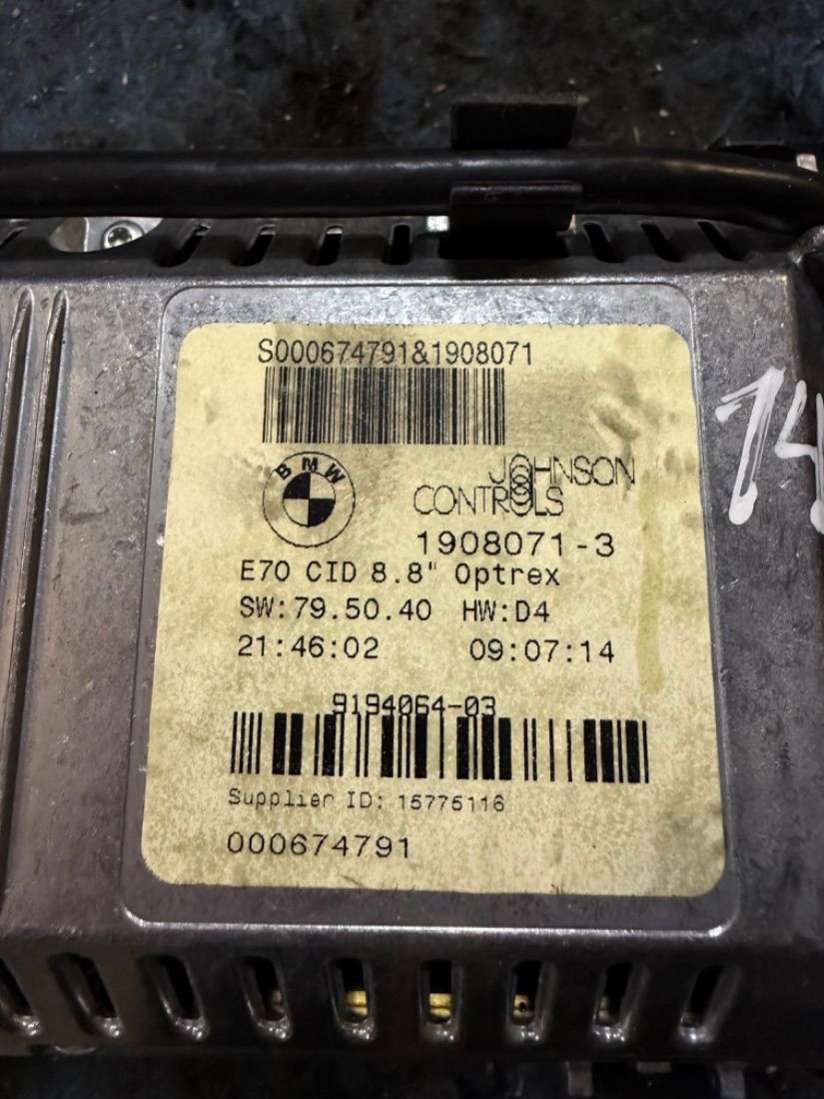 S000674791&1908071
BMW
JOHNSON
CONTROLS
1908071-3
E70 CID 8.8" Optrex
SW:79.50.40 HW:D4
21:46:02 09:07:14
9194064-03
Supplier ID: 15775116
000674791
14